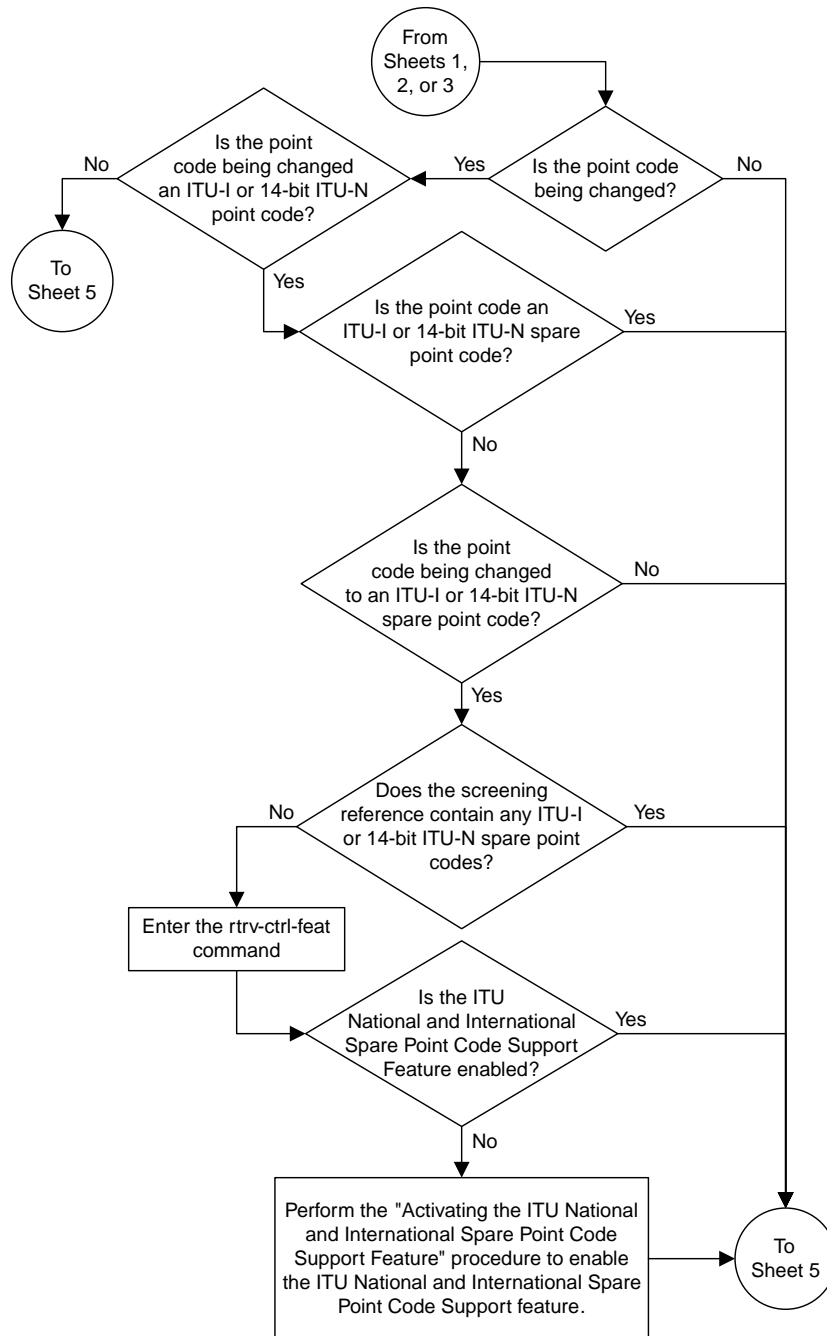 From
Sheets 1,
2, or 3
Is the point code
being changed?
Yes
No
Is the point
code being changed
an ITU-I or 14-bit ITU-N
point code?
No
Yes
To
Sheet 5
Is the point code an
ITU-I or 14-bit ITU-N spare
point code?
Yes
No
Is the point
code being changed
to an ITU-I or 14-bit ITU-N
spare point code?
No
Yes
Does the screening
reference contain any ITU-I
or 14-bit ITU-N spare point
codes?
No
Yes
Enter the rtrv-ctrl-feat
command
Is the ITU
National and International
Spare Point Code Support
Feature enabled?
Yes
No
Perform the "Activating the ITU National
and International Spare Point Code
Support Feature" procedure to enable
the ITU National and International Spare
Point Code Support feature.
To
Sheet 5